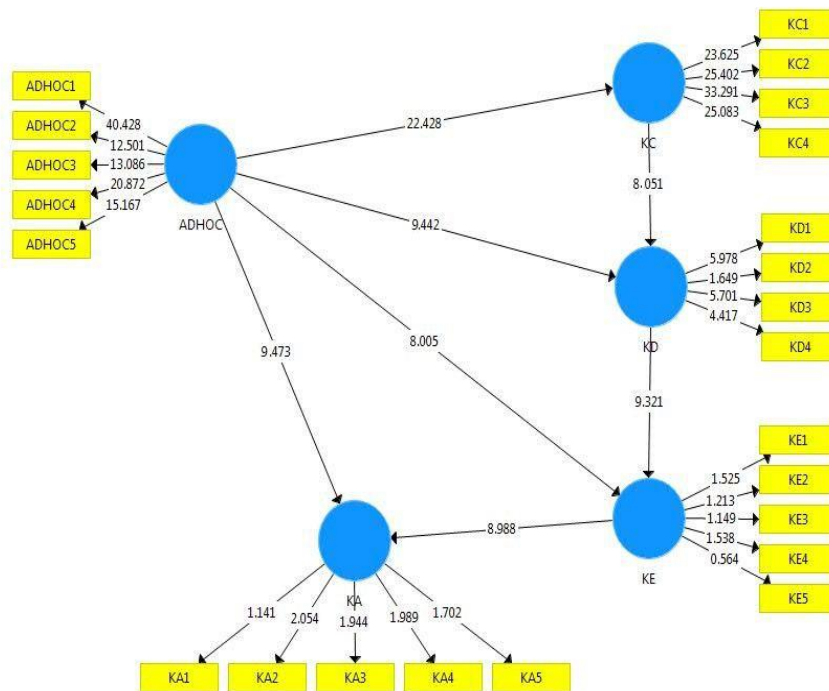 KC1
23.625
KC2
25.402
33.291
KC3
25.083
KC4
KC
ADHOC1
40.428
ADHOC2
12.501
ADHOC3
13.086
20.872
ADHOC4
15.167
ADHOC5
ADHOC
22.428
8.051
9.442
KD1
5.978
KD2
1.649
5.701
KD3
4.417
KD4
KD
9.473
8.005
9.321
KE1
1.525
KE2
1.213
1.149
KE3
1.538
KE4
0.564
KE5
KE
8.988
KA
1.141
2.054
1.944
1.989
1.702
KA1
KA2
KA3
KA4
KA5